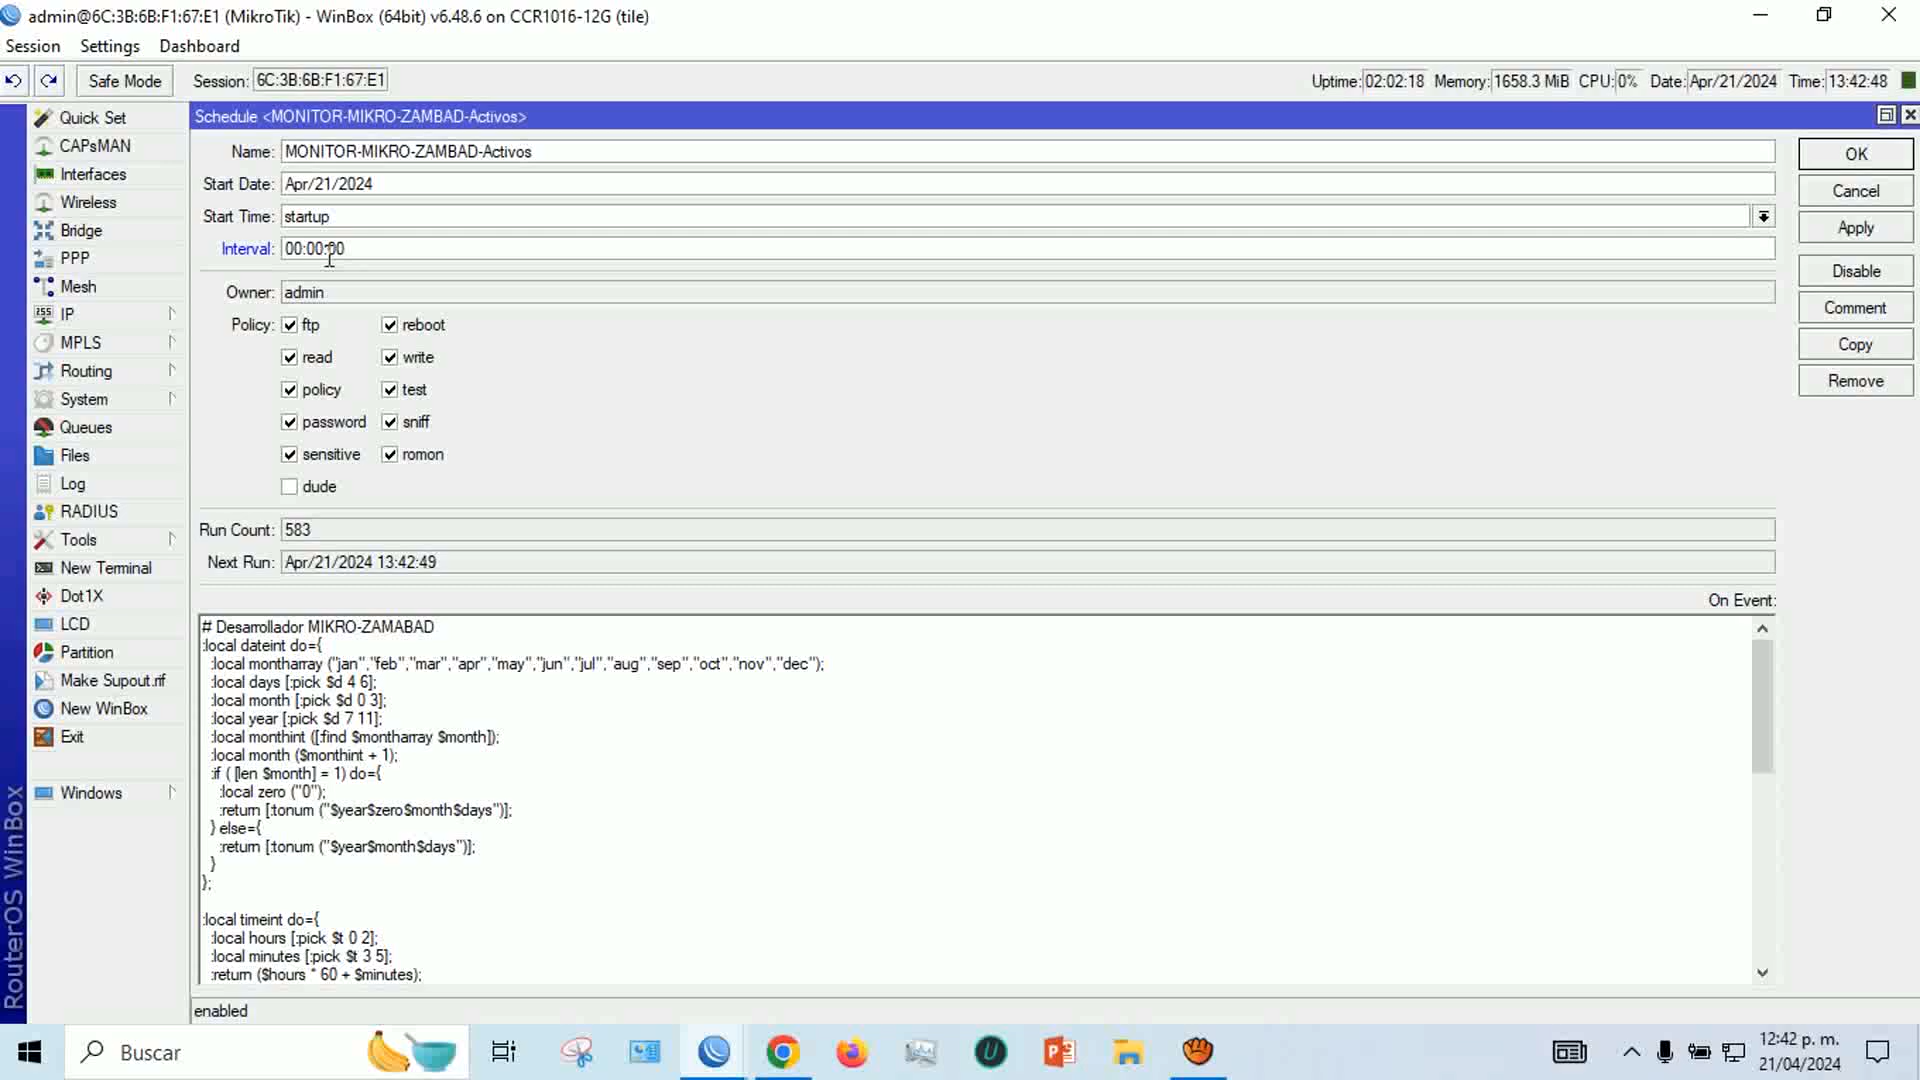 admin@6C:3B:6B:F1:67:E1 (MikroTik) - WinBox (64bit) v6.48.6 on CCR1016-12G (tile)
Session Settings Dashboard
Safe Mode Session: 6C:3B:6B:F1:67:E1 Uptime: 02:02:18 Memory: 1658.3 MiB CPU: 0% Date: Apr/21/2024 Time: 13:42:48
Quick Set
CAPsMAN
Interfaces
Wireless
Bridge
PPP
Mesh
IP
MPLS
Routing
System
Queues
Files
Log
RADIUS
Tools
New Terminal
Dot1X
LCD
Partition
Make Supout.rif
New WinBox
Exit
Windows
RouterOS WinBox
Schedule <MONITOR-MIKRO-ZAMBAD-Activos>
Name: MONITOR-MIKRO-ZAMBAD-Activos
Start Date: Apr/21/2024
Start Time: startup
Interval: 00:00:00
Owner: admin
Policy: ftp reboot
read write
policy test
password sniff
sensitive romon
dude
Run Count: 583
Next Run: Apr/21/2024 13:42:49
On Event:
# Desarrollador MIKRO-ZAMABAD
:local dateint do={
:local montharray ("jan","feb","mar","apr","may","jun","jul","aug","sep","oct","nov","dec");
:local days [:pick $d 4 6];
:local month [:pick $d 0 3];
:local year [:pick $d 7 11];
:local monthint ([:find $montharray $month]);
:local month ($monthint + 1);
:if ( [len $month] = 1) do={
:local zero ("0");
:return [:tonum ("$year$zero$month$days")];
} else={
:return [:tonum ("$year$month$days")];
}
};
:local timeint do={
:local hours [:pick $t 0 2];
:local minutes [:pick $t 3 5];
:return ($hours * 60 + $minutes);
OK
Cancel
Apply
Disable
Comment
Copy
Remove
enabled
Buscar
12:42 p. m.
21/04/2024